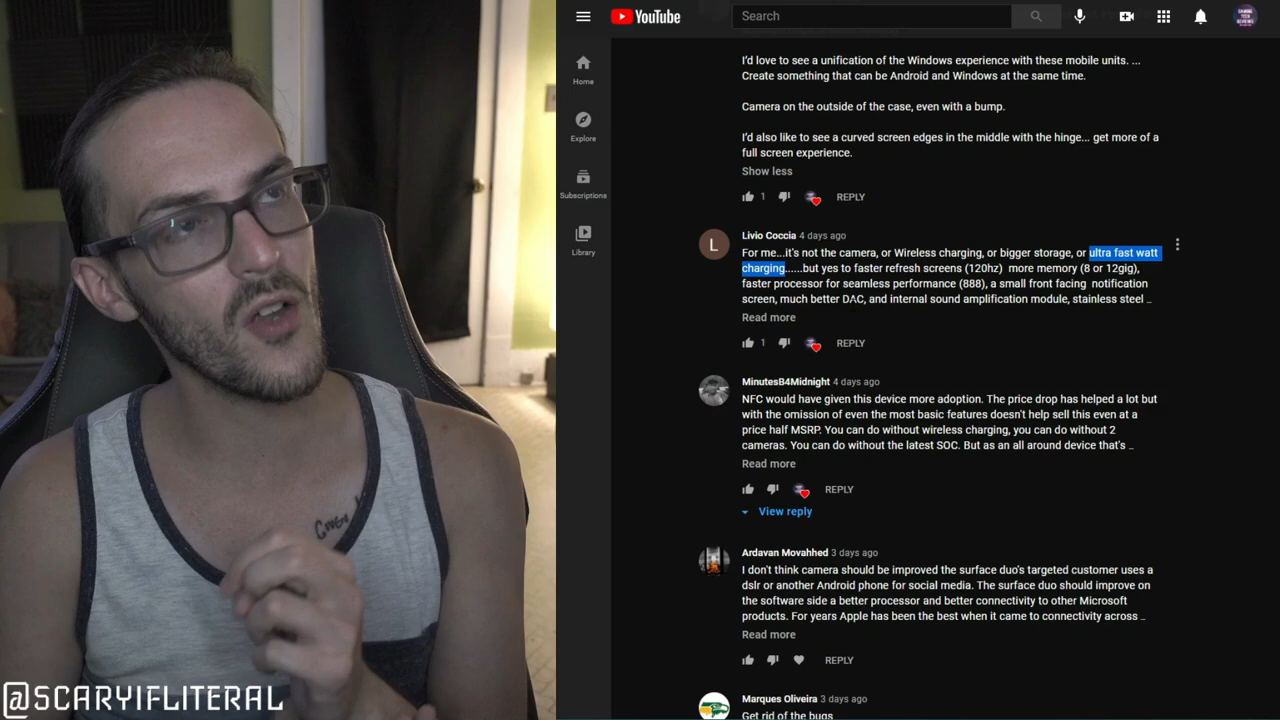 YouTube
Search
Home
Explore
Subscriptions
Library
I'd love to see a unification of the Windows experience with these mobile units. ...
Create something that can be Android and Windows at the same time.
Camera on the outside of the case, even with a bump.
I'd also like to see a curved screen edges in the middle with the hinge... get more of a
full screen experience.
Show less
1
REPLY
L
Livio Coccia 4 days ago
For me...it's not the camera, or Wireless charging, or bigger storage, or ultra fast watt
charging......but yes to faster refresh screens (120hz) more memory (8 or 12gig),
faster processor for seamless performance (888), a small front facing notification
screen, much better DAC, and internal sound amplification module, stainless steel ...
Read more
1
REPLY
MinutesB4Midnight 4 days ago
NFC would have given this device more adoption. The price drop has helped a lot but
with the omission of even the most basic features doesn't help sell this even at a
price half MSRP. You can do without wireless charging, you can do without 2
cameras. You can do without the latest SOC. But as an all around device that's ...
Read more
REPLY
View reply
Ardavan Movahhed 3 days ago
I don't think camera should be improved the surface duo's targeted customer uses a
dslr or another Android phone for social media. The surface duo should improve on
the software side a better processor and better connectivity to other Microsoft
products. For years Apple has been the best when it came to connectivity across ...
Read more
REPLY
Marques Oliveira 3 days ago
Get rid of the bugs
@SCARYIFLITERAL